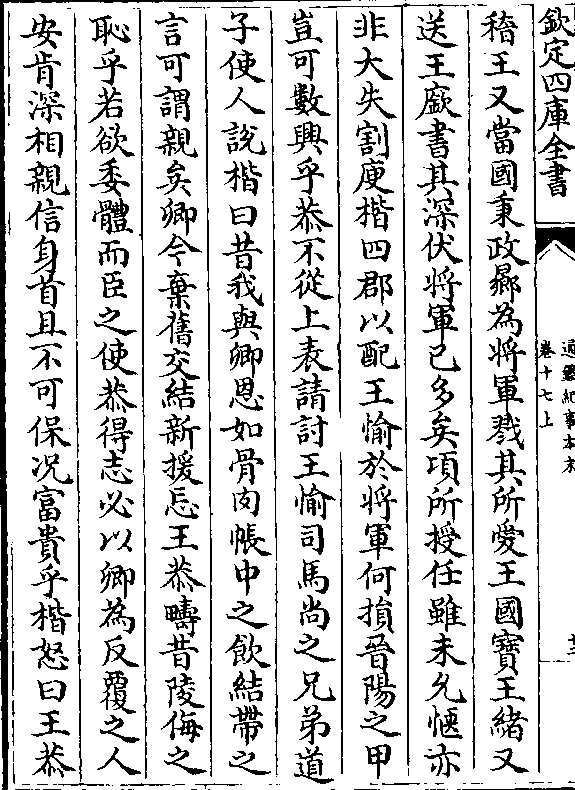 欽定四庫全書
通鑑紀事本末
卷十七上
稽王又當國秉政曏為將軍戮其所愛王國寶王緒又
送王廞書其深伏將軍已多矣項所授任雖未允愜亦
非大失割庾楷四郡以配王愉於將軍何損晉陽之甲
豈可數興乎恭不從上表請討王愉司馬尚之兄弟道
子使人說楷曰昔我與卿恩如骨肉帳中之飲結帶之
言可謂親矣卿今棄舊交結新援忘王恭疇昔陵侮之
恥乎若欲委體而臣之使恭得志必以卿為反覆之人
安肯深相親信身首且不可保況富貴乎楷怒曰王恭